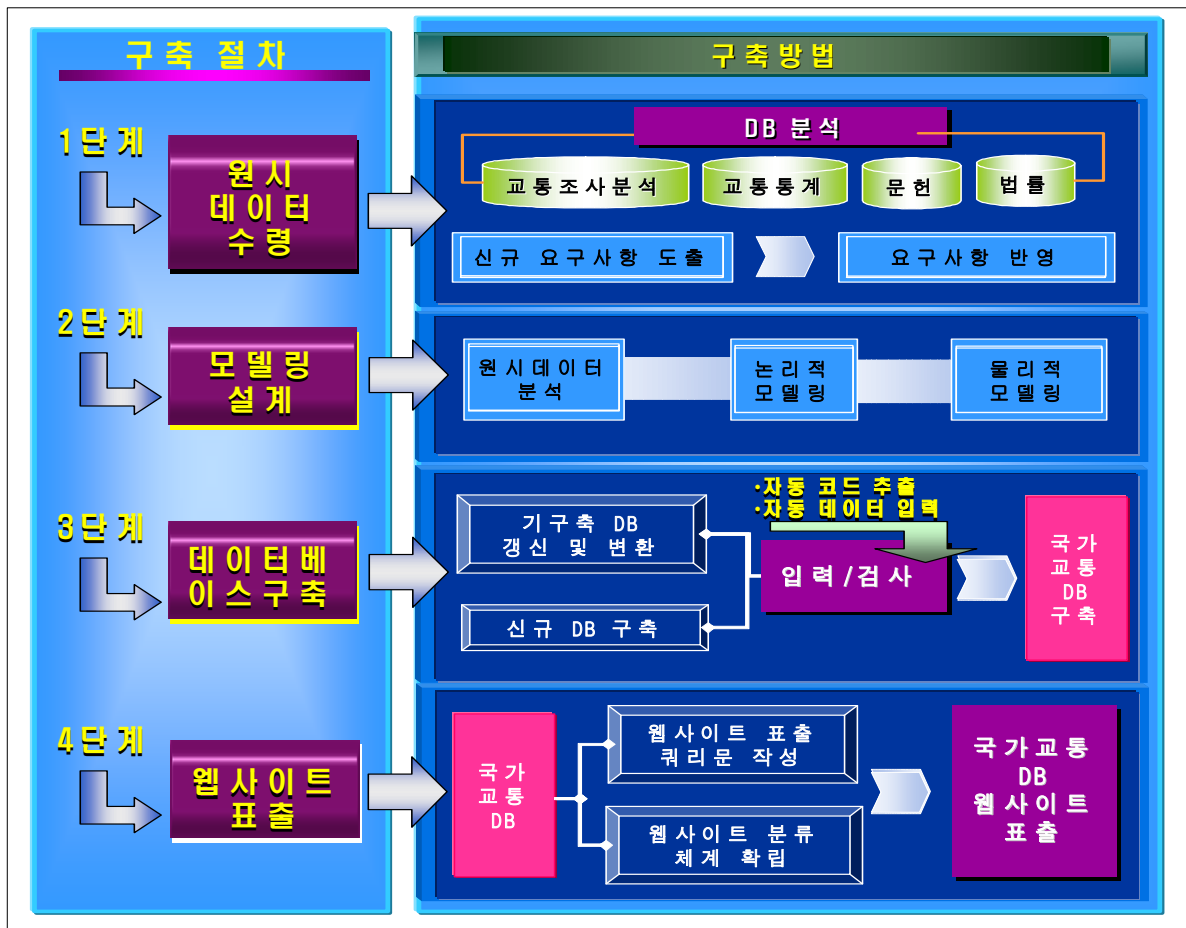 구축 절차
구축방법
1단계
원시
데이터
수령
DB 분석
교통조사분석
교통통계
문헌
법률
신규 요구사항 도출
요구사항 반영
2단계
모델링
설계
원시데이터
분석
논리적
모델링
물리적
모델링
3단계
데이터베
이스구축
기구축 DB
갱신 및 변환
신규 DB 구축
·자동 코드 추출
·자동 데이터 입력
입력/검사
국가
교통
DB
구축
4단계
웹사이트
표출
국가
교통
DB
웹사이트 표출
쿼리문 작성
웹사이트 분류
체계 확립
국가교통
DB
웹사이트
표출